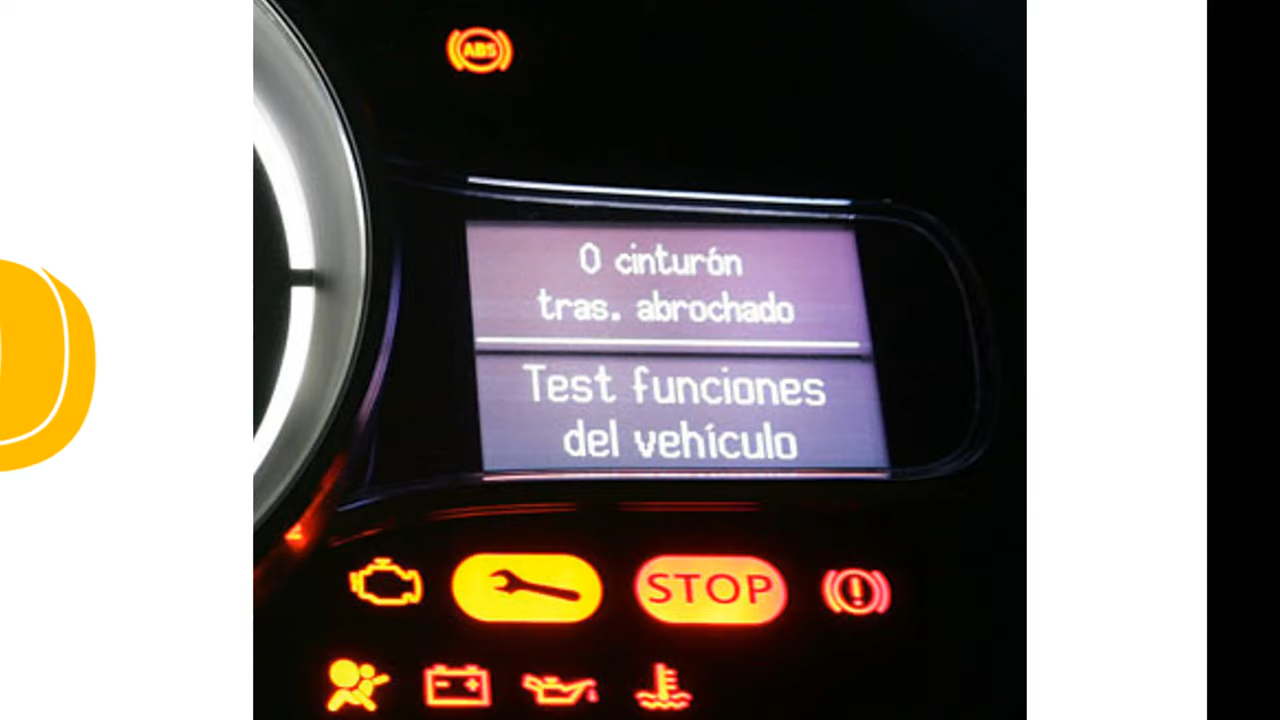 ABS
0 cinturón
tras. abrochado
Test funciones
del vehículo
STOP